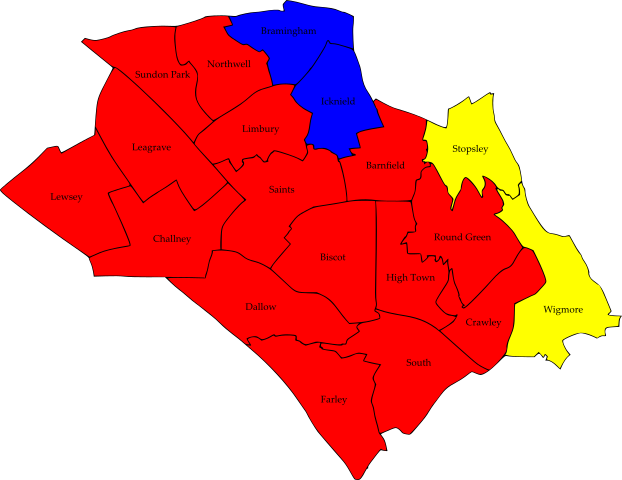 Bramingham
Northwell
Sundon Park
Icknield
Limbury
Leagrave
Stopsley
Barnfield
Saints
Lewsey
Challney
Round Green
Biscot
High Town
Dallow
Wigmore
Crawley
South
Farley